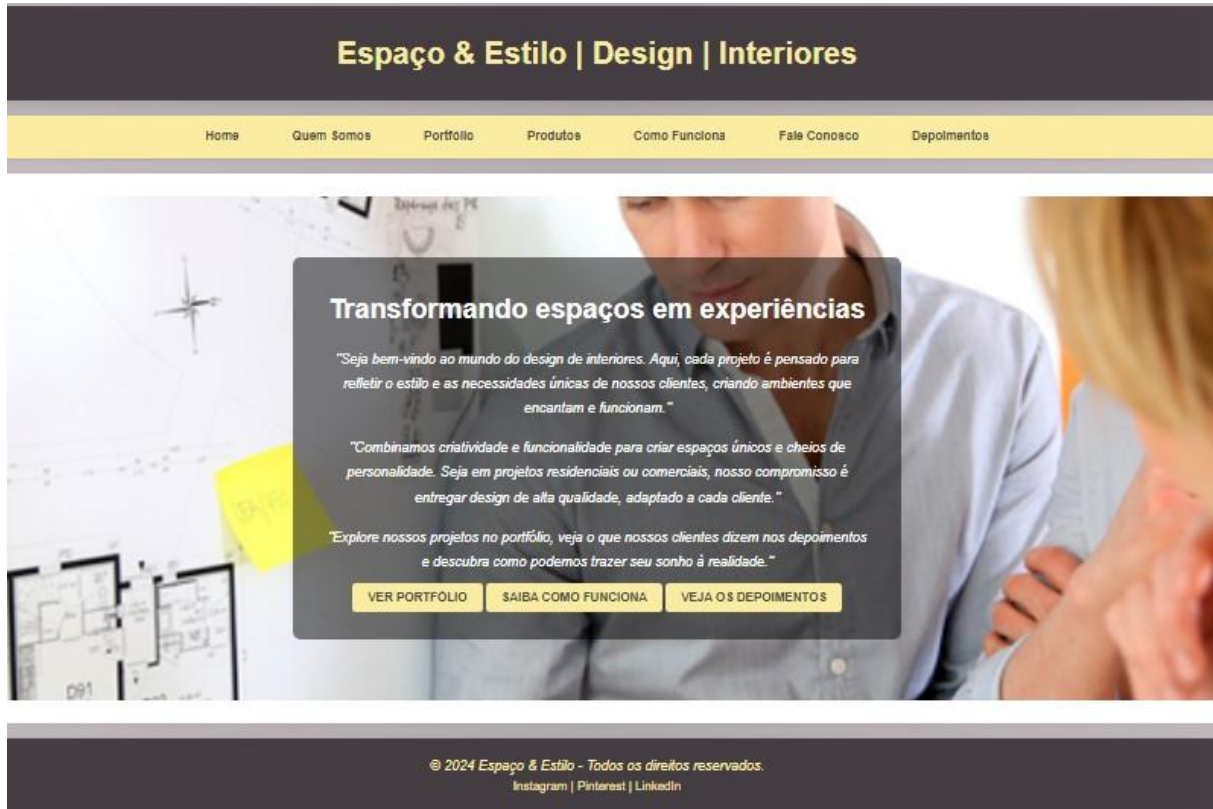 Espaço & Estilo | Design | Interiores
Home Quem Somos Portfólio Produtos Como Funciona Fale Conosco Depoimentos
Transformando espaços em experiências
"Seja bem-vindo ao mundo do design de interiores. Aqui, cada projeto é pensado para
refletir o estilo e as necessidades únicas de nossos clientes, criando ambientes que
encantam e funcionam."
"Combinamos criatividade e funcionalidade para criar espaços únicos e cheios de
personalidade. Seja em projetos residenciais ou comerciais, nosso compromisso é
entregar design de alta qualidade, adaptado a cada cliente."
"Explore nossos projetos no portfólio, veja o que nossos clientes dizem nos depoimentos
e descubra como podemos trazer seu sonho à realidade."
VER PORTFÓLIO SAIBA COMO FUNCIONA VEJA OS DEPOIMENTOS
D91
© 2024 Espaço & Estilo - Todos os direitos reservados.
Instagram | Pinterest | LinkedIn